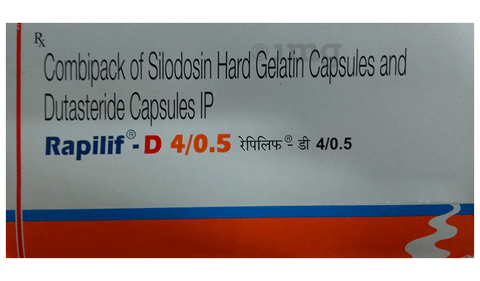 Rx
Combipack of Silodosin Hard Gelatin Capsules and
Dutasteride Capsules IP
Rapilif®-D 4/0.5 रेपिलिफ®- डी 4/0.5